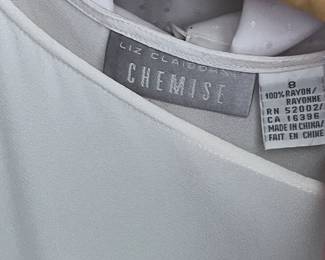 LIZ CLAIBORNE
CHEMISE
8
100% RAYON/
RAYONNE
RN 52002/
CA 16396
MADE IN CHINA/
FAIT EN CHINE